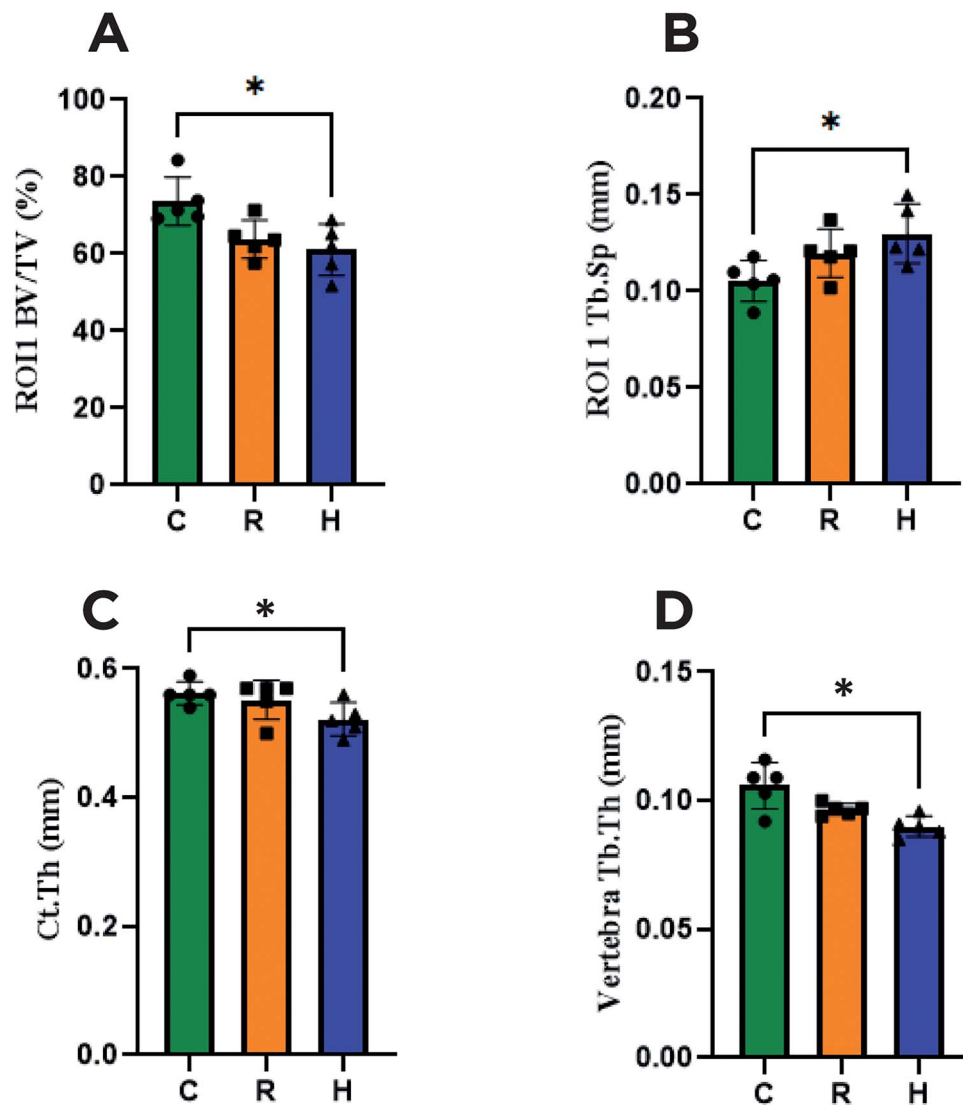 A
ROI1 BV/TV (%)
100
80
60
40
20
0
*
C R H
B
ROI 1 Tb.Sp (mm)
0.20
0.15
0.10
0.05
0.00
*
C R H
C
Ct.Th (mm)
0.6
0.4
0.2
0.0
*
C R H
D
Vertebra Tb.Th (mm)
0.15
0.10
0.05
0.00
*
C R H